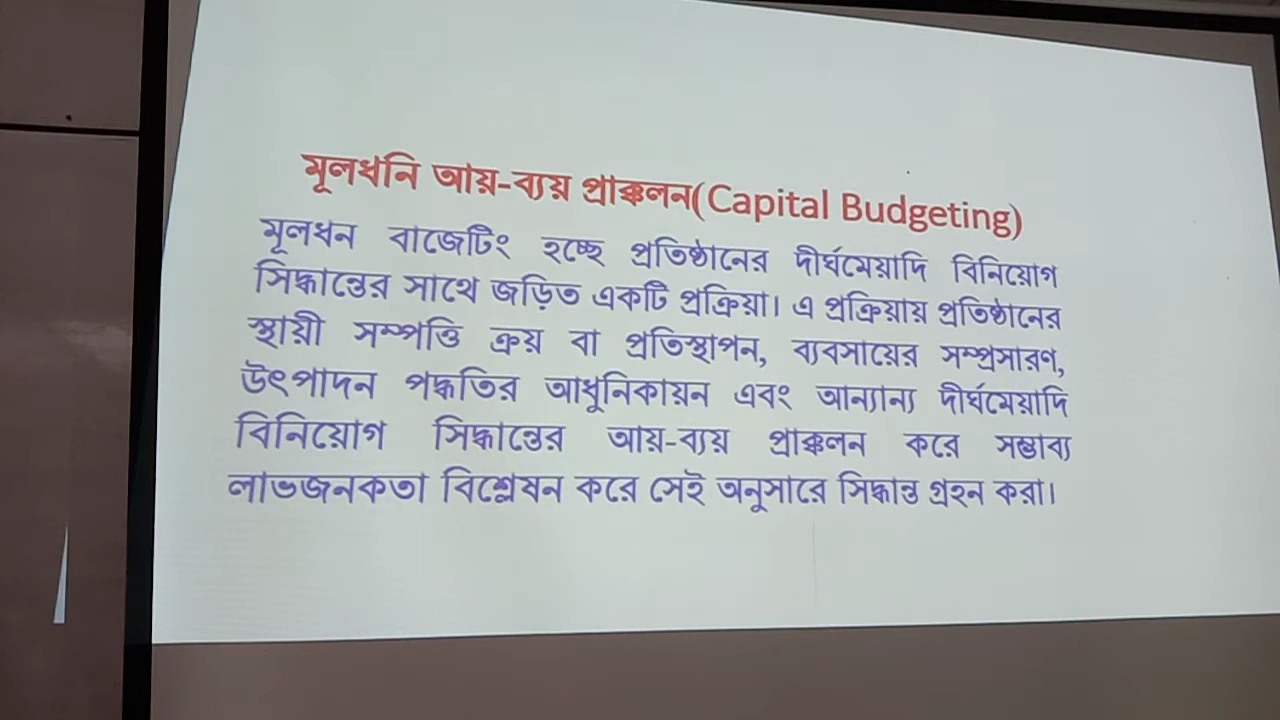 মূলধনি আয়-ব্যয় প্রাক্কলন(Capital Budgeting)
মূলধন বাজেটিং হচ্ছে প্রতিষ্ঠানের দীর্ঘমেয়াদি বিনিয়োগ
সিদ্ধান্তের সাথে জড়িত একটি প্রক্রিয়া। এ প্রক্রিয়ায় প্রতিষ্ঠানের
স্থায়ী সম্পত্তি ক্রয় বা প্রতিস্থাপন, ব্যবসায়ের সম্প্রসারণ,
উৎপাদন পদ্ধতির আধুনিকায়ন এবং আন্যান্য দীর্ঘমেয়াদি
বিনিয়োগ সিদ্ধান্তের আয়-ব্যয় প্রাক্কলন করে সম্ভাব্য
লাভজনকতা বিশ্লেষন করে সেই অনুসারে সিদ্ধান্ত গ্রহন করা।